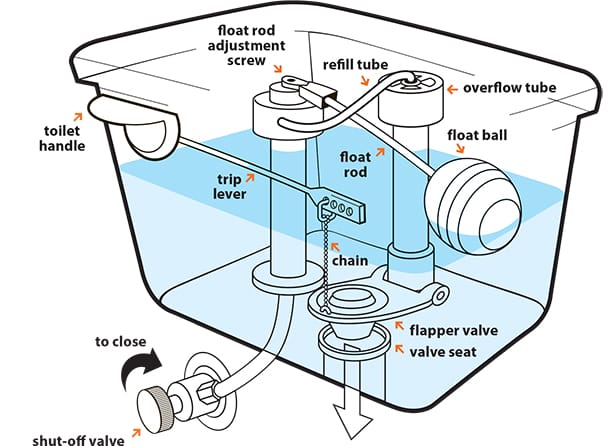 float rod
adjustment
screw
refill tube
overflow tube
toilet
handle
float ball
float
rod
trip
lever
chain
flapper valve
valve seat
to close
shut-off valve